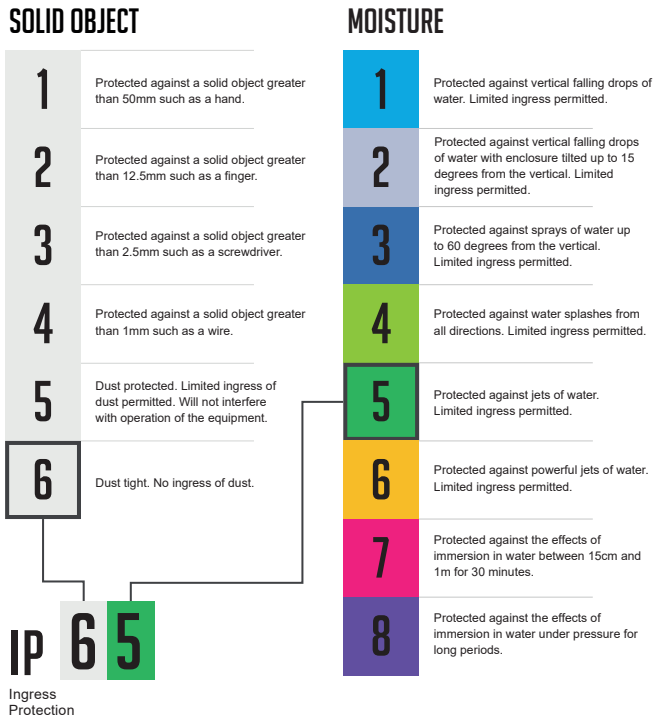 SOLID OBJECT
1
Protected against a solid object greater
than 50mm such as a hand.
2
Protected against a solid object greater
than 12.5mm such as a finger.
3
Protected against a solid object greater
than 2.5mm such as a screwdriver.
4
Protected against a solid object greater
than 1mm such as a wire.
5
Dust protected. Limited ingress of
dust permitted. Will not interfere
with operation of the equipment.
6
Dust tight. No ingress of dust.
IP 65
Ingress
Protection
MOISTURE
1
Protected against vertical falling drops of
water. Limited ingress permitted.
2
Protected against vertical falling drops
of water with enclosure tilted up to 15
degrees from the vertical. Limited
ingress permitted.
3
Protected against sprays of water up
to 60 degrees from the vertical.
Limited ingress permitted.
4
Protected against water splashes from
all directions. Limited ingress permitted.
5
Protected against jets of water.
Limited ingress permitted.
6
Protected against powerful jets of water.
Limited ingress permitted.
7
Protected against the effects of
immersion in water between 15cm and
1m for 30 minutes.
8
Protected against the effects of
immersion in water under pressure for
long periods.